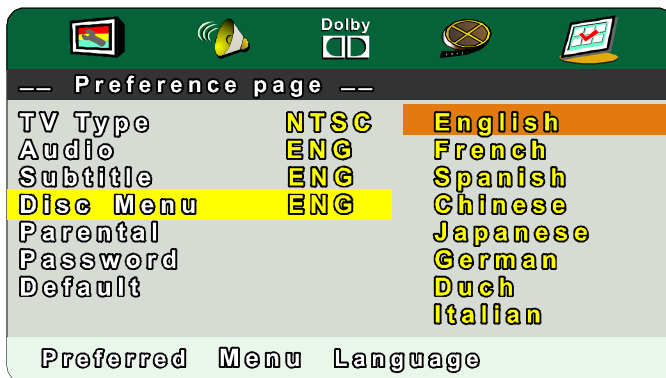 Dolby
-- Preference page --
TV Type NTSC English
Audio ENG French
Subtitle ENG Spanish
Disc Menu ENG Chinese
Parental Japanese
Password German
Default Duch
Italian
Preferred Menu Language